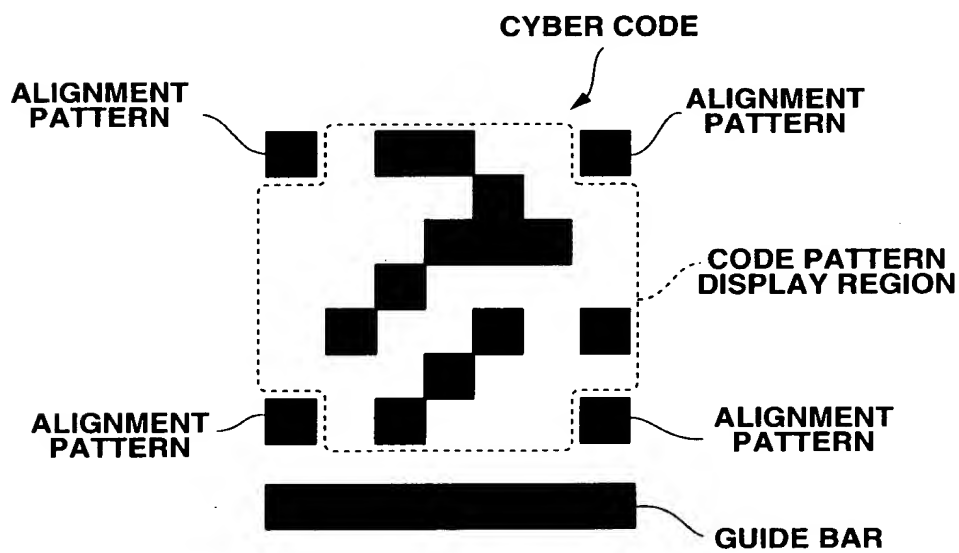 CYBER CODE
ALIGNMENT
PATTERN
ALIGNMENT
PATTERN
CODE PATTERN
DISPLAY REGION
ALIGNMENT
PATTERN
ALIGNMENT
PATTERN
GUIDE BAR